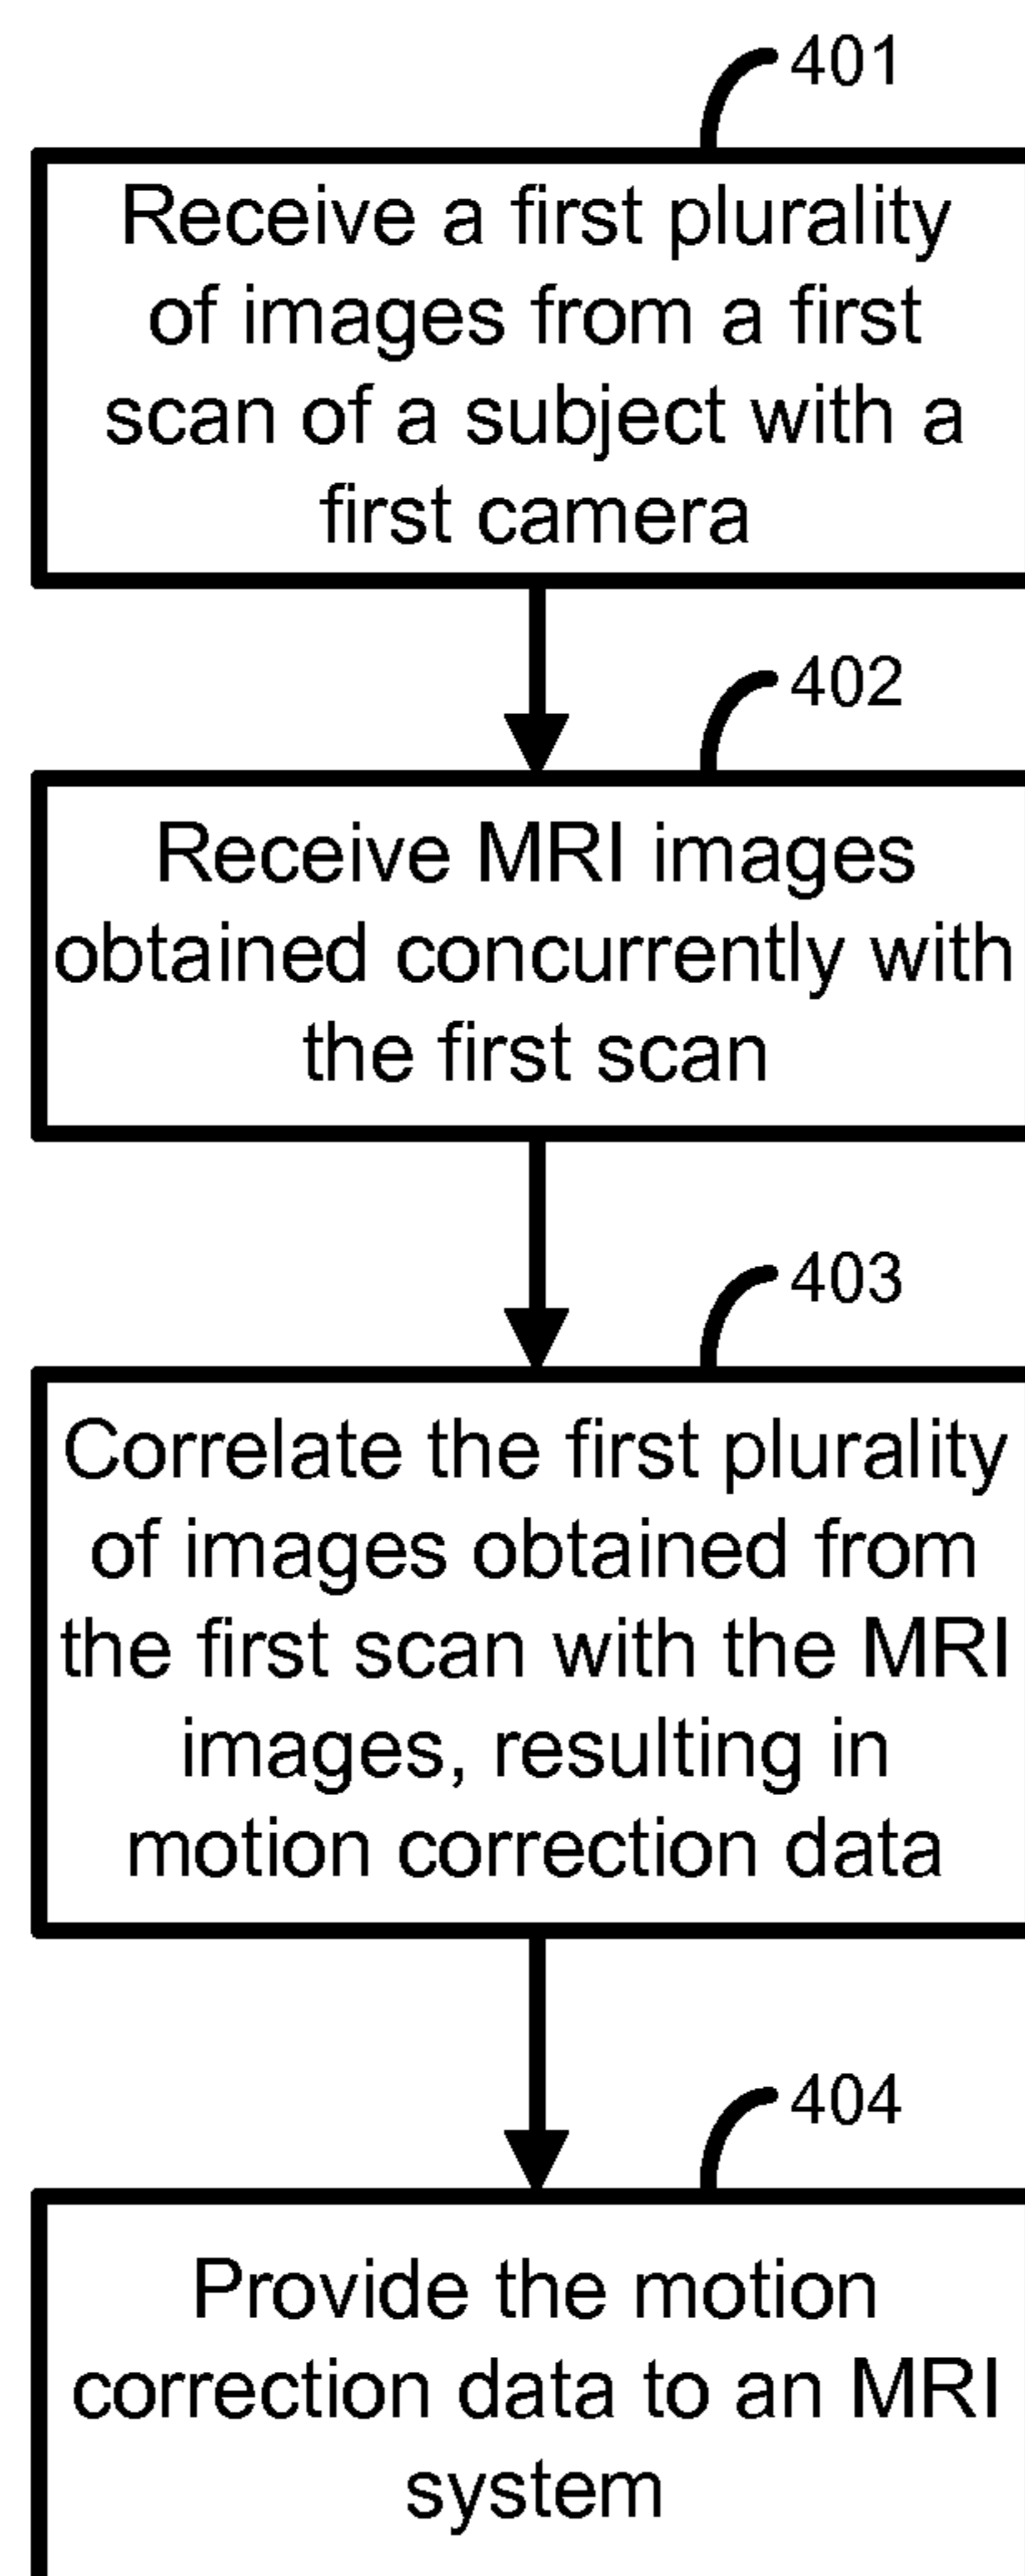 401
Receive a first plurality
of images from a first
scan of a subject with a
first camera
402
Receive MRI images
obtained concurrently with
the first scan
403
Correlate the first plurality
of images obtained from
the first scan with the MRI
images, resulting in
motion correction data
404
Provide the motion
correction data to an MRI
system